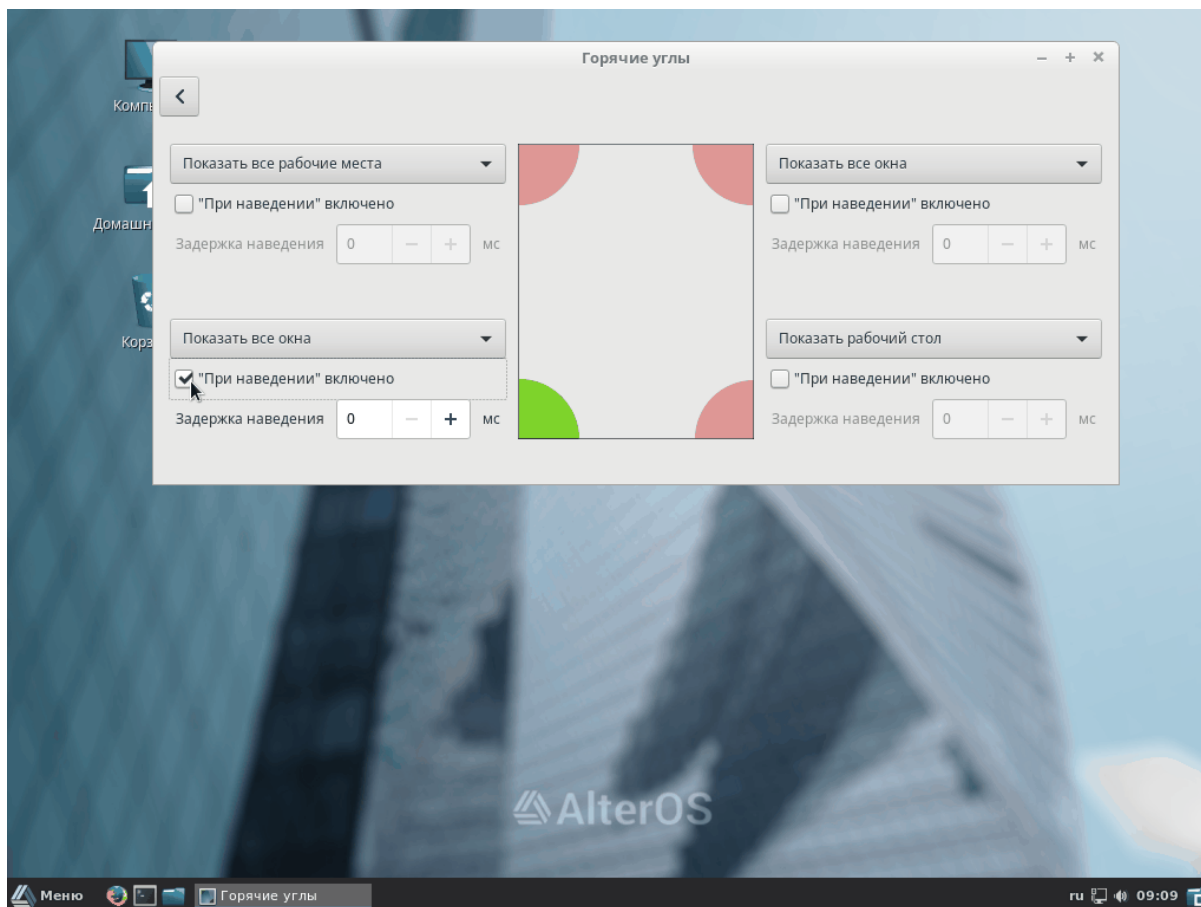 Горячие углы
Комп
Домашн
Корз
Показать все рабочие места
"При наведении" включено
Задержка наведения 0 мс
Показать все окна
"При наведении" включено
Задержка наведения 0 мс
Показать все окна
"При наведении" включено
Задержка наведения 0 мс
Показать рабочий стол
"При наведении" включено
Задержка наведения 0 мс
AlterOS
Меню
Горячие углы
ru
09:09